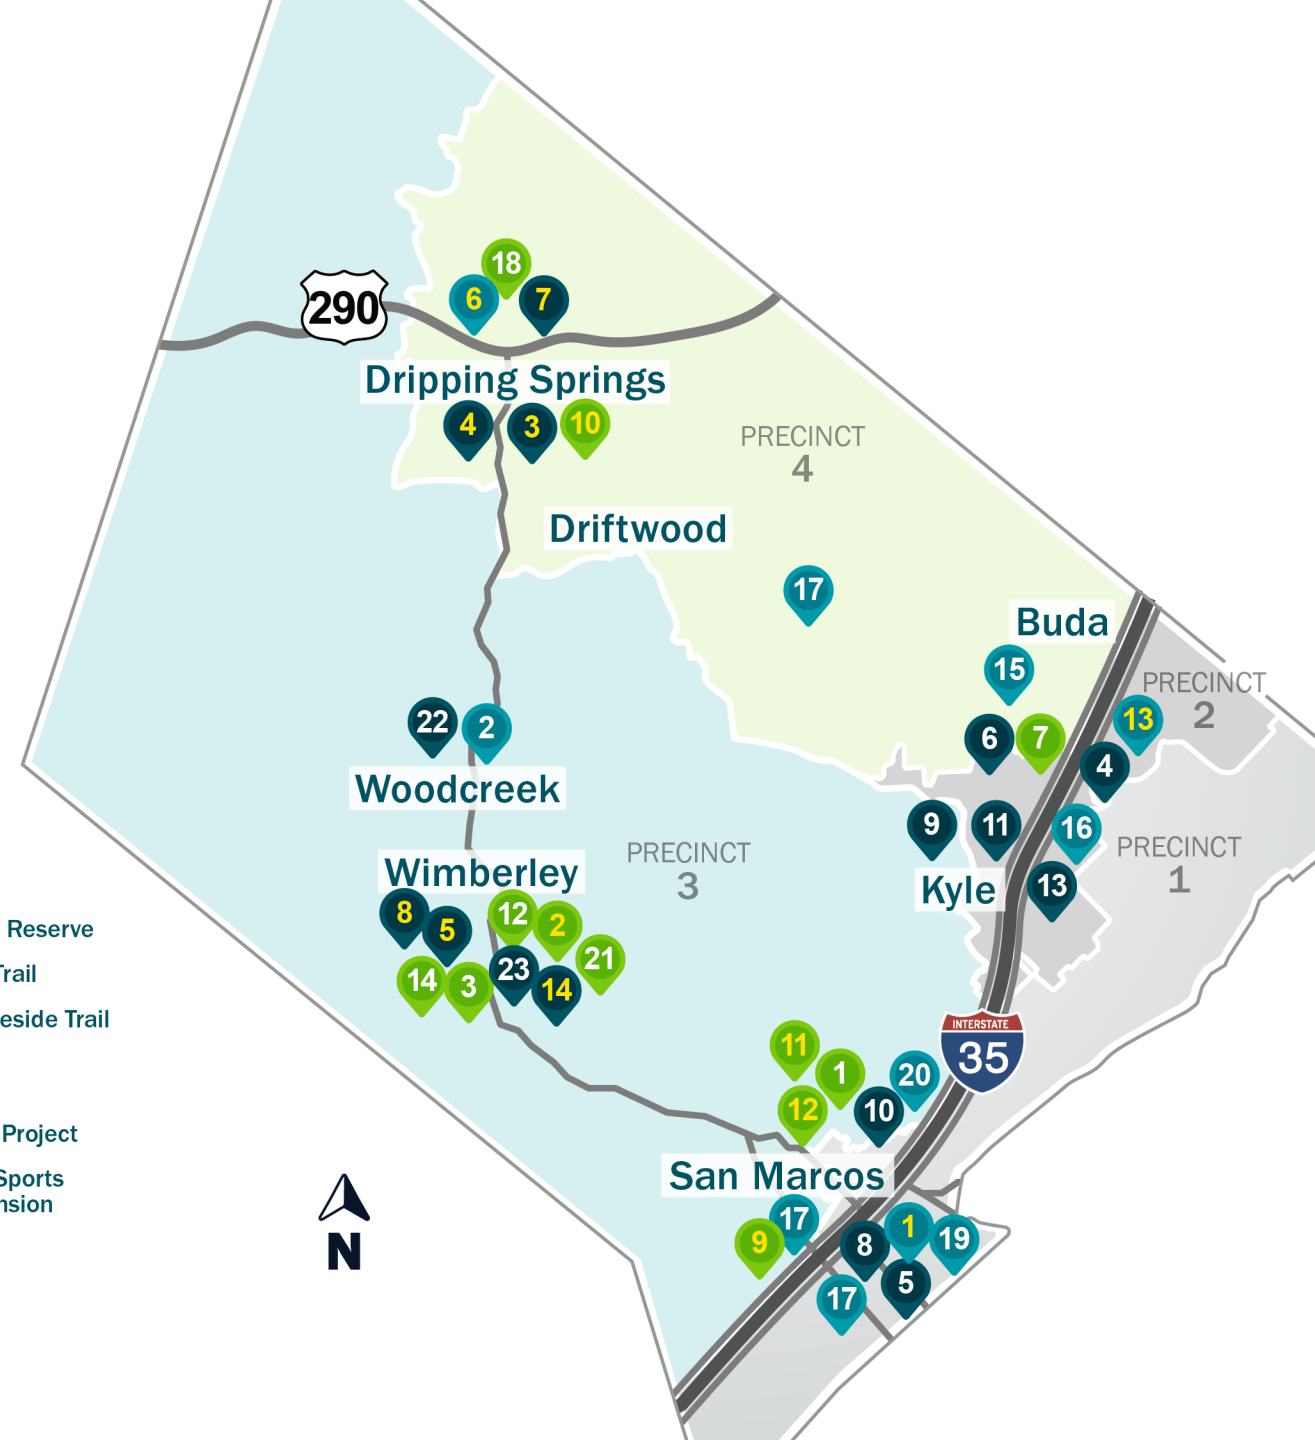 18
6
7
290
Dripping Springs
4
3
10
PRECINCT
4
Driftwood
17
Buda
15
PRECINCT
2
13
6
7
4
22
2
Woodcreek
9
11
16
PRECINCT
1
PRECINCT
3
Wimberley
Kyle
13
8
5
12
2
21
14
3
23
14
Reserve
Trail
eside Trail
INTERSTATE
35
11
1
20
12
10
Project
Sports
nsion
San Marcos
N
17
9
8
1
19
5
17